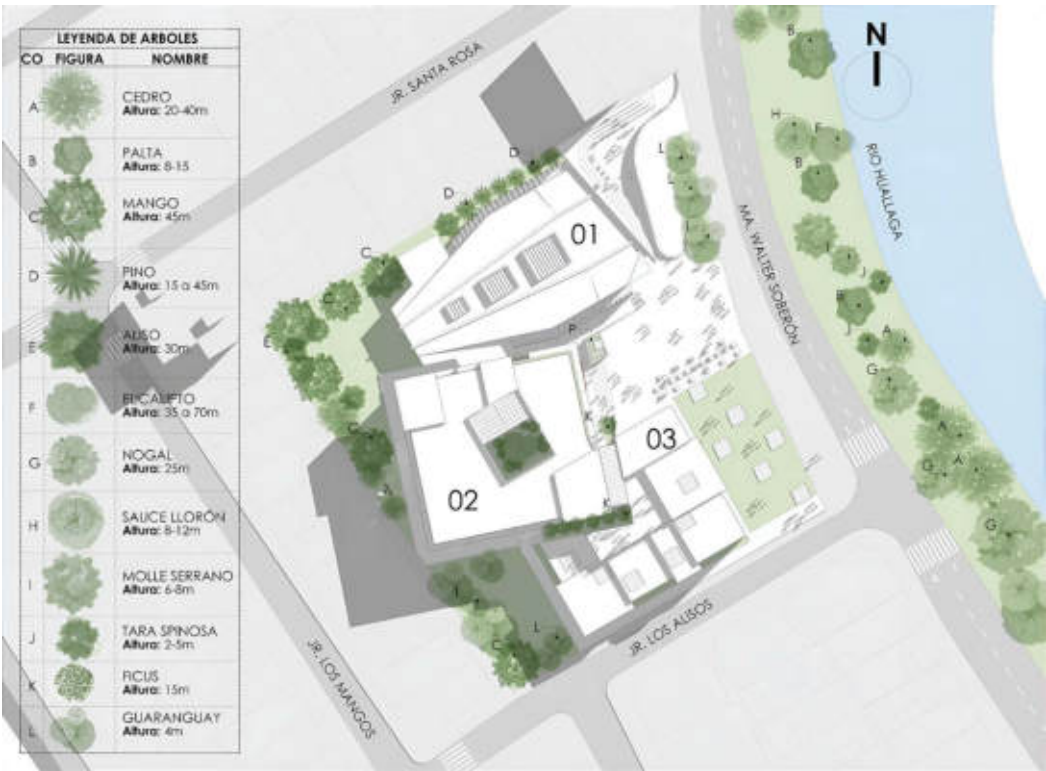 LEYENDA DE ARBOLES
CO FIGURA NOMBRE
A CEDRO
Altura: 20-40m
B PALTA
Altura: 8-15
C MANGO
Altura: 45m
D PINO
Altura: 15 a 45m
E ALISO
Altura: 30m
F EUCALIPTO
Altura: 35 a 70m
G NOGAL
Altura: 25m
H SAUCE LLORÓN
Altura: 8-12m
I MOLLE SERRANO
Altura: 6-8m
J TARA SPINOSA
Altura: 2-5m
K FICUS
Altura: 15m
L GUARANGUAY
Altura: 4m
JR. SANTA ROSA
N
RIO HUALLAGA
MA. WALTER SOBERÓN
JR. LOS ALISOS
JR. LOS MANGOS
01
02
03
B
H
F
B
I
J
J
A
G
A
A
G
L
D
D
C
C
E
P
K
K
L
C